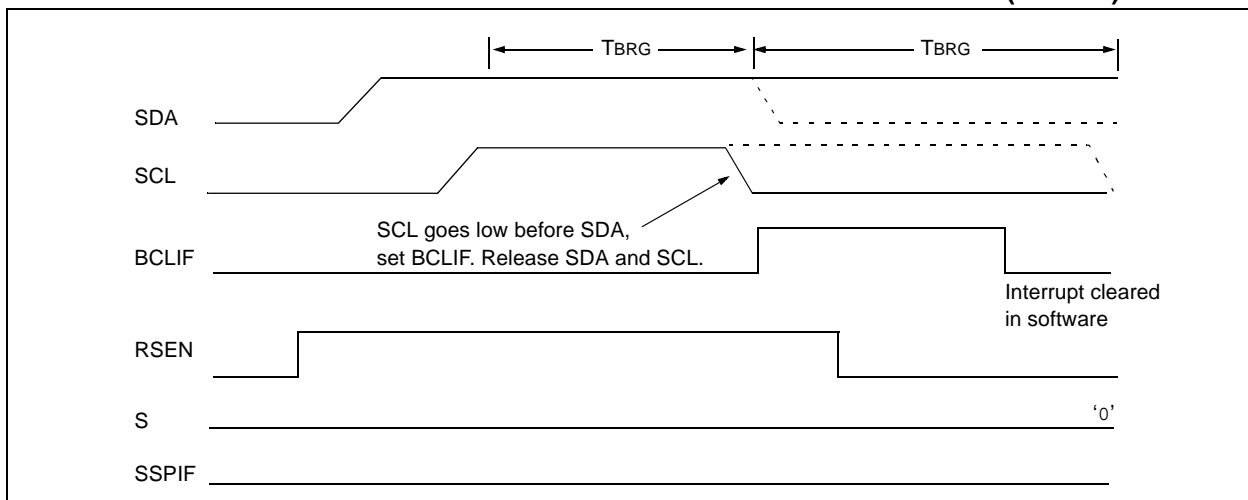 TBRG TBRG
SDA
SCL
SCL goes low before SDA,
set BCLIF. Release SDA and SCL.
BCLIF
Interrupt cleared
in software
RSEN
S
‘0’
SSPIF